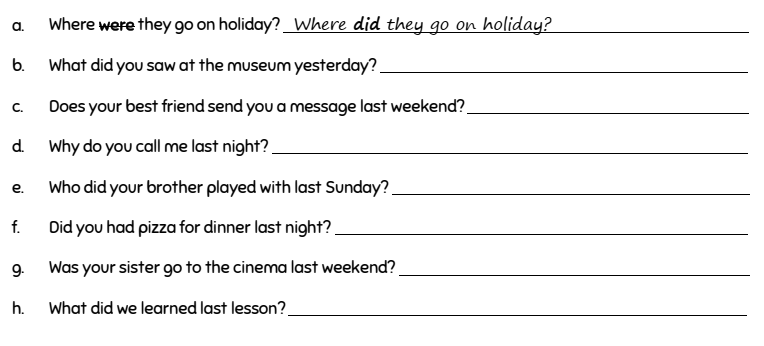 a. Where were they go on holiday? Where did they go on holiday?
b. What did you saw at the museum yesterday?
c. Does your best friend send you a message last weekend?
d. Why do you call me last night?
e. Who did your brother played with last Sunday?
f. Did you had pizza for dinner last night?
g. Was your sister go to the cinema last weekend?
h. What did we learned last lesson?